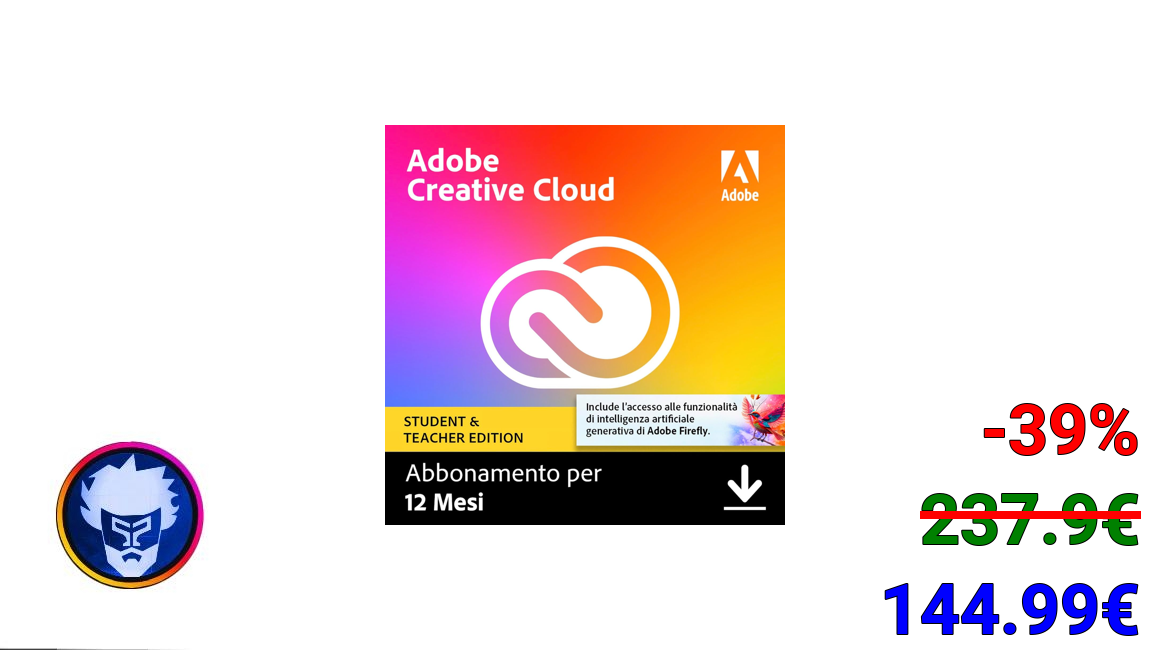 Adobe
Creative Cloud
Adobe
STUDENT &
TEACHER EDITION
Include l'accesso alle funzionalità
di intelligenza artificiale
generativa di Adobe Firefly.
Abbonamento per
12 Mesi
-39%
237.9€
144.99€